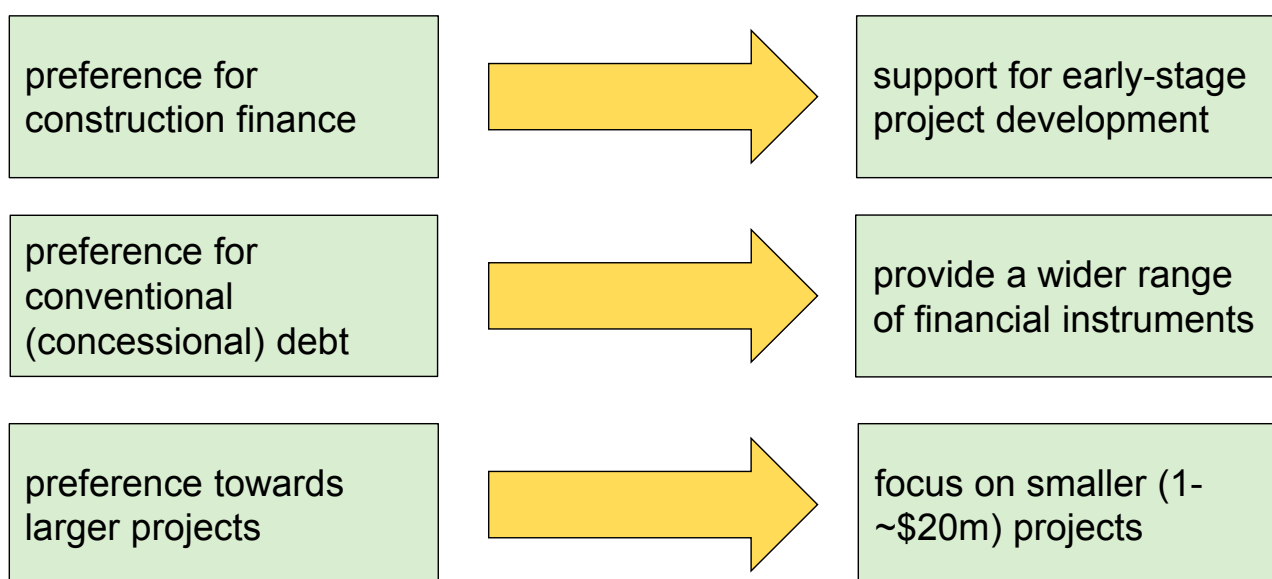 preference for
construction finance
support for early-stage
project development
preference for
conventional
(concessional) debt
provide a wider range
of financial instruments
preference towards
larger projects
focus on smaller (1-
~$20m) projects